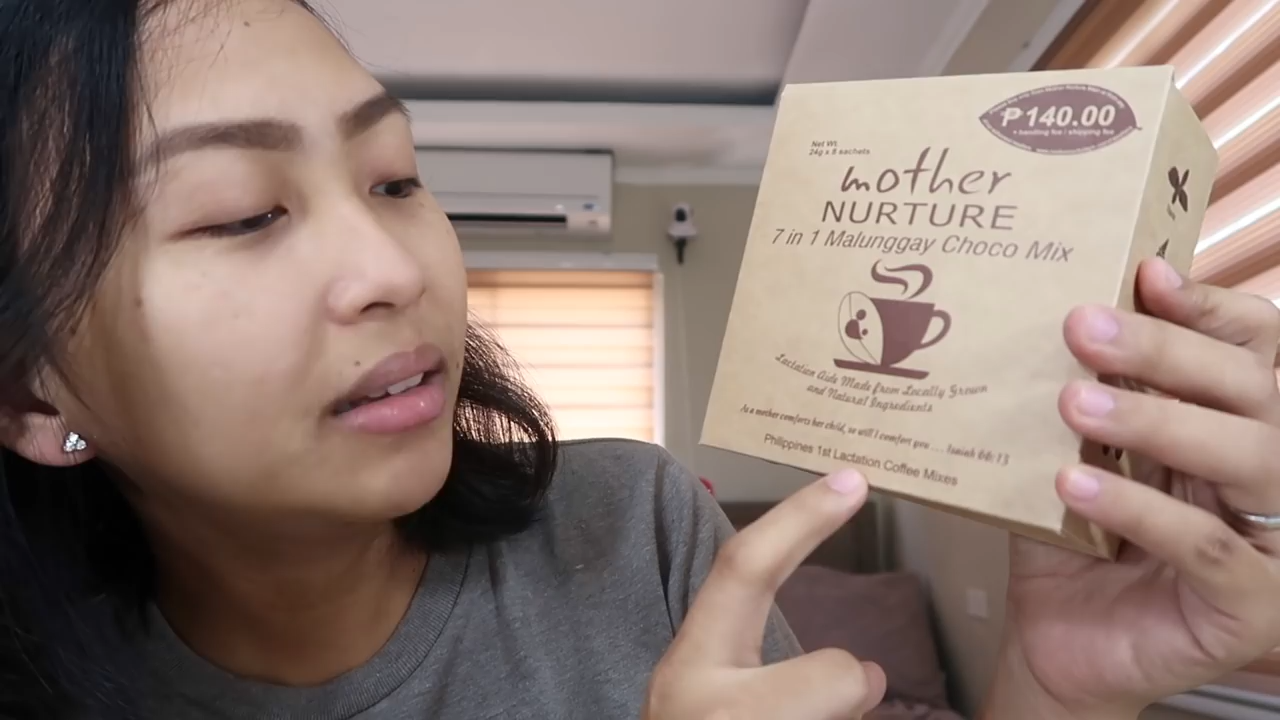 ₱140.00
+ handling fee / shipping fee
Net Wt.
24g x 8 sachets
mother
NURTURE
7 in 1 Malunggay Choco Mix
Lactation Aide Made from Locally Grown
and Natural Ingredients
As a mother comforts her child, so will I comfort you . . . . Isaiah 66:13
Philippines 1st Lactation Coffee Mixes